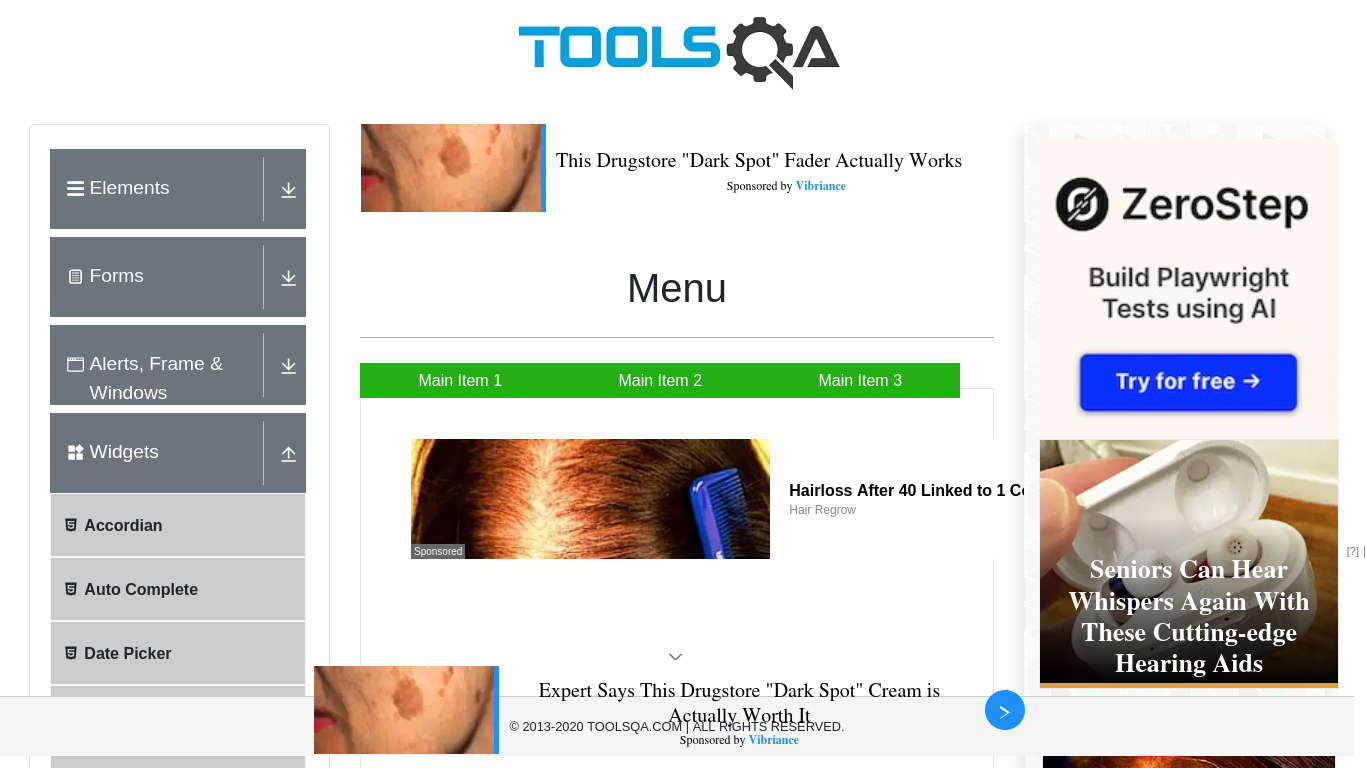 TOOLSQA
Elements
Forms
Alerts, Frame &
Windows
Widgets
Accordian
Auto Complete
Date Picker
This Drugstore "Dark Spot" Fader Actually Works
Sponsored by Vibriance
Menu
Main Item 1
Main Item 2
Main Item 3
Sponsored
Hairloss After 40 Linked to 1
Hair Regrow
ZeroStep
Build Playwright
Tests using AI
Try for free →
Seniors Can Hear
Whispers Again With
These Cutting-edge
Hearing Aids
[?]
Expert Says This Drugstore "Dark Spot" Cream is
Actually Worth It
© 2013-2020 TOOLSQA.COM | ALL RIGHTS RESERVED.
Sponsored by Vibriance